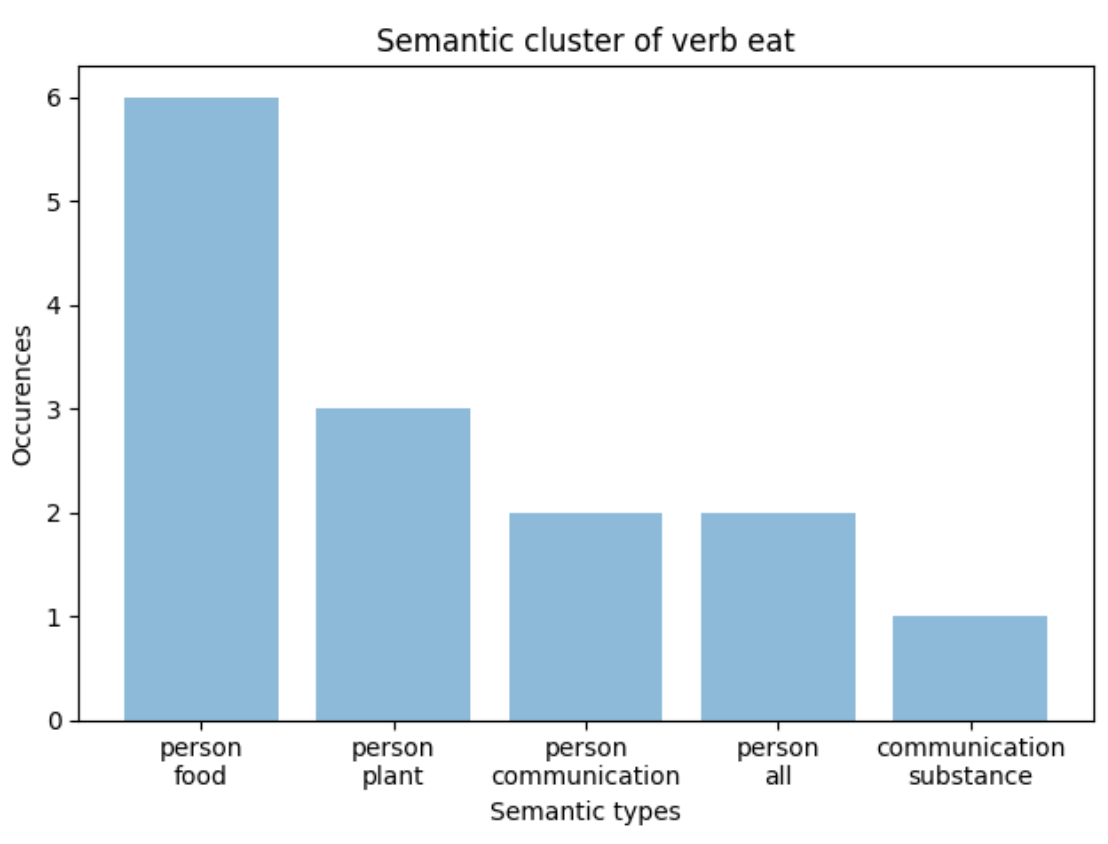 Semantic cluster of verb eat
6
5
4
3
2
1
0
Occurences
person
food
person
plant
person
communication
person
all
communication
substance
Semantic types